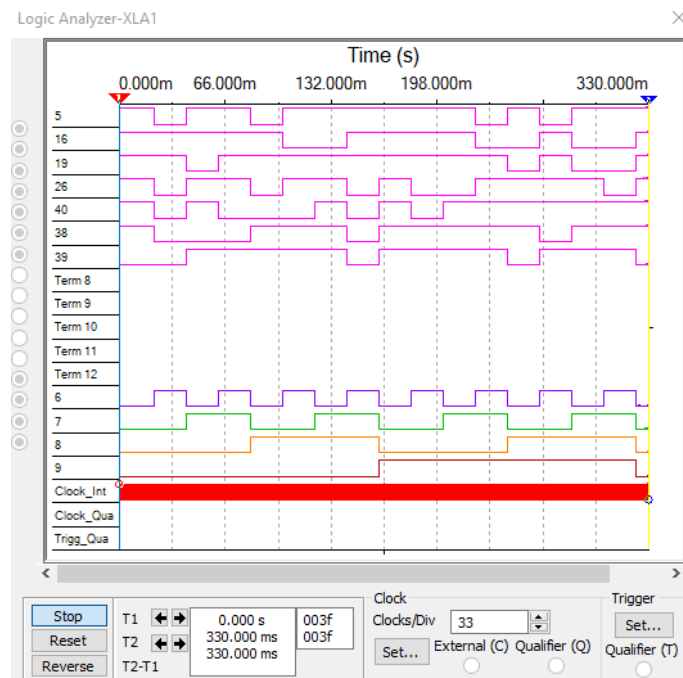 Logic Analyzer-XLA1
Time (s)
0.000m 66.000m 132.000m 198.000m 330.000m
5
16
19
26
40
38
39
Term 8
Term 9
Term 10
Term 11
Term 12
6
7
8
9
Clock_Int
Clock_Qua
Trigg_Qua
Stop
Reset
Reverse
T1 0.000 s 003f
T2 330.000 ms 003f
T2-T1 330.000 ms
Clock
Clocks/Div 33
Set... External (C) Qualifier (Q)
Trigger
Set...
Qualifier (T)